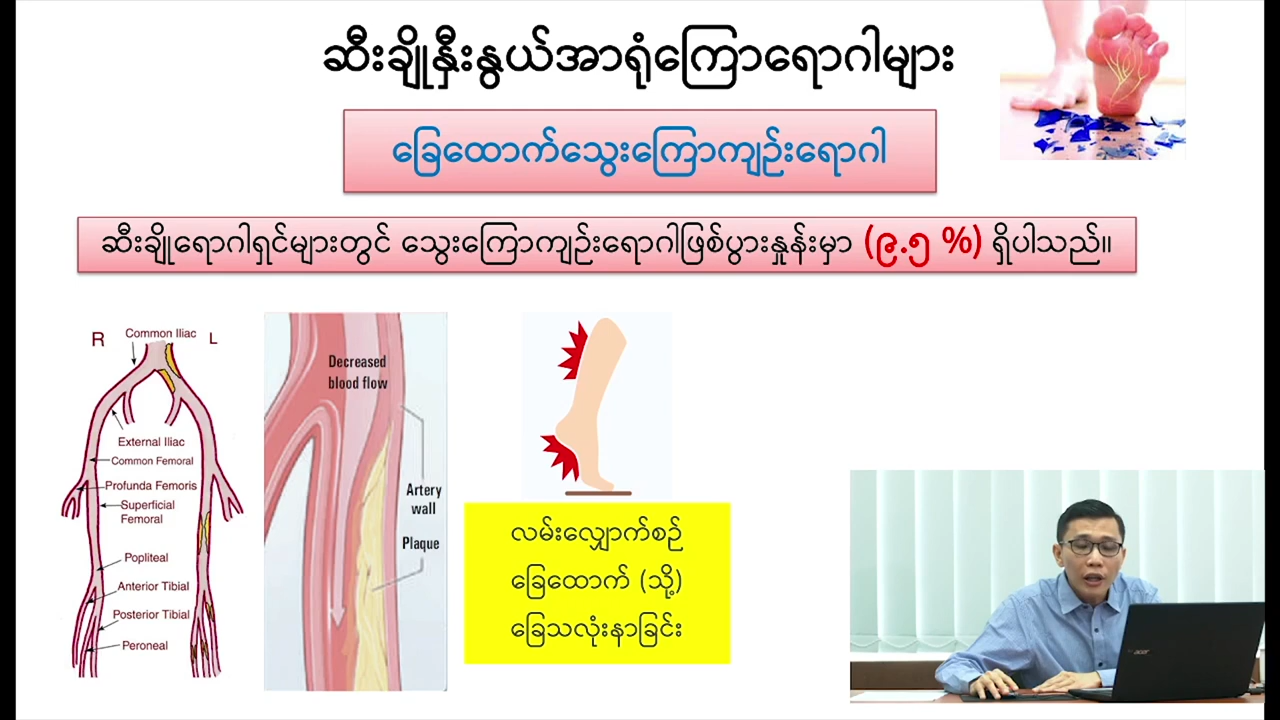 ဆီးချိုနှီးနွယ်အာရုံကြောရောဂါများ
ခြေထောက်သွေးကြောကျဉ်းရောဂါ
ဆီးချိုရောဂါရှင်များတွင် သွေးကြောကျဉ်းရောဂါဖြစ်ပွားနှုန်းမှာ (၉.၅ %) ရှိပါသည်။
R
Common Iliac
L
External Iliac
Common Femoral
Profunda Femoris
Superficial
Femoral
Popliteal
Anterior Tibial
Posterior Tibial
Peroneal
Decreased
blood flow
Artery
wall
Plaque
လမ်းလျှောက်စဉ်
ခြေထောက် (သို့)
ခြေသလုံးနာခြင်း
acer